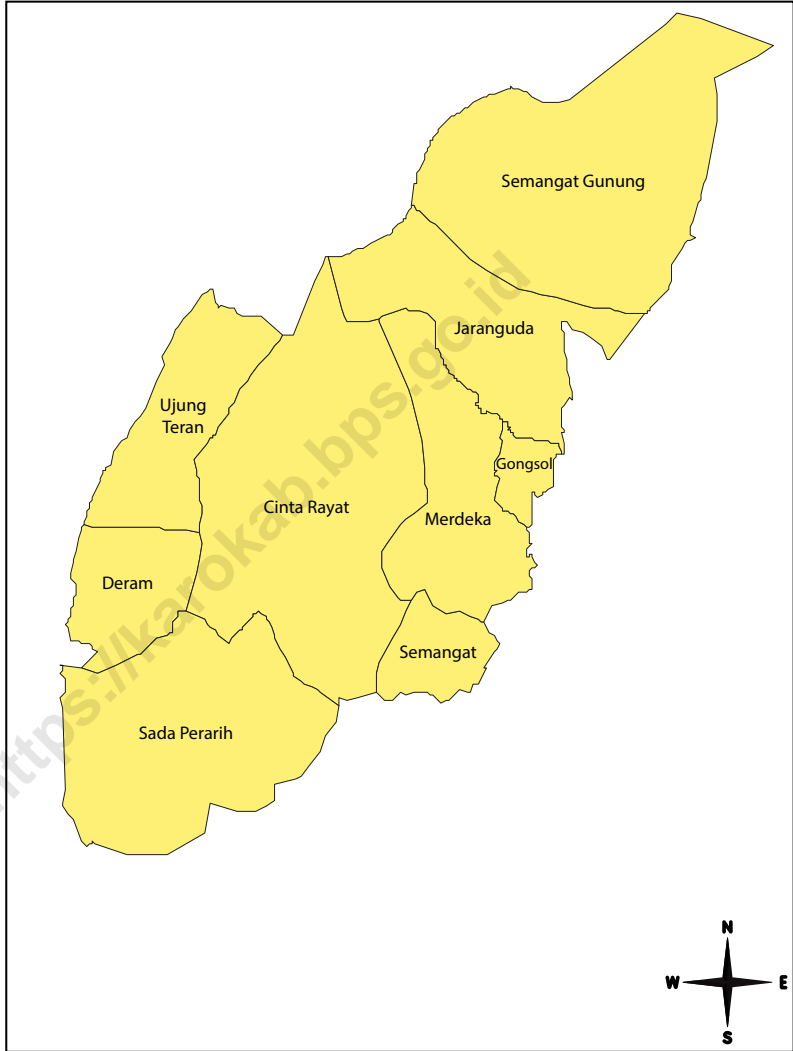 Semangat Gunung
Jaranguda
Ujung
Teran
Gongsol
Cinta Rayat
Merdeka
Deram
Semangat
Sada Perarih
https://karokab.bps.go.id
N
W
E
S